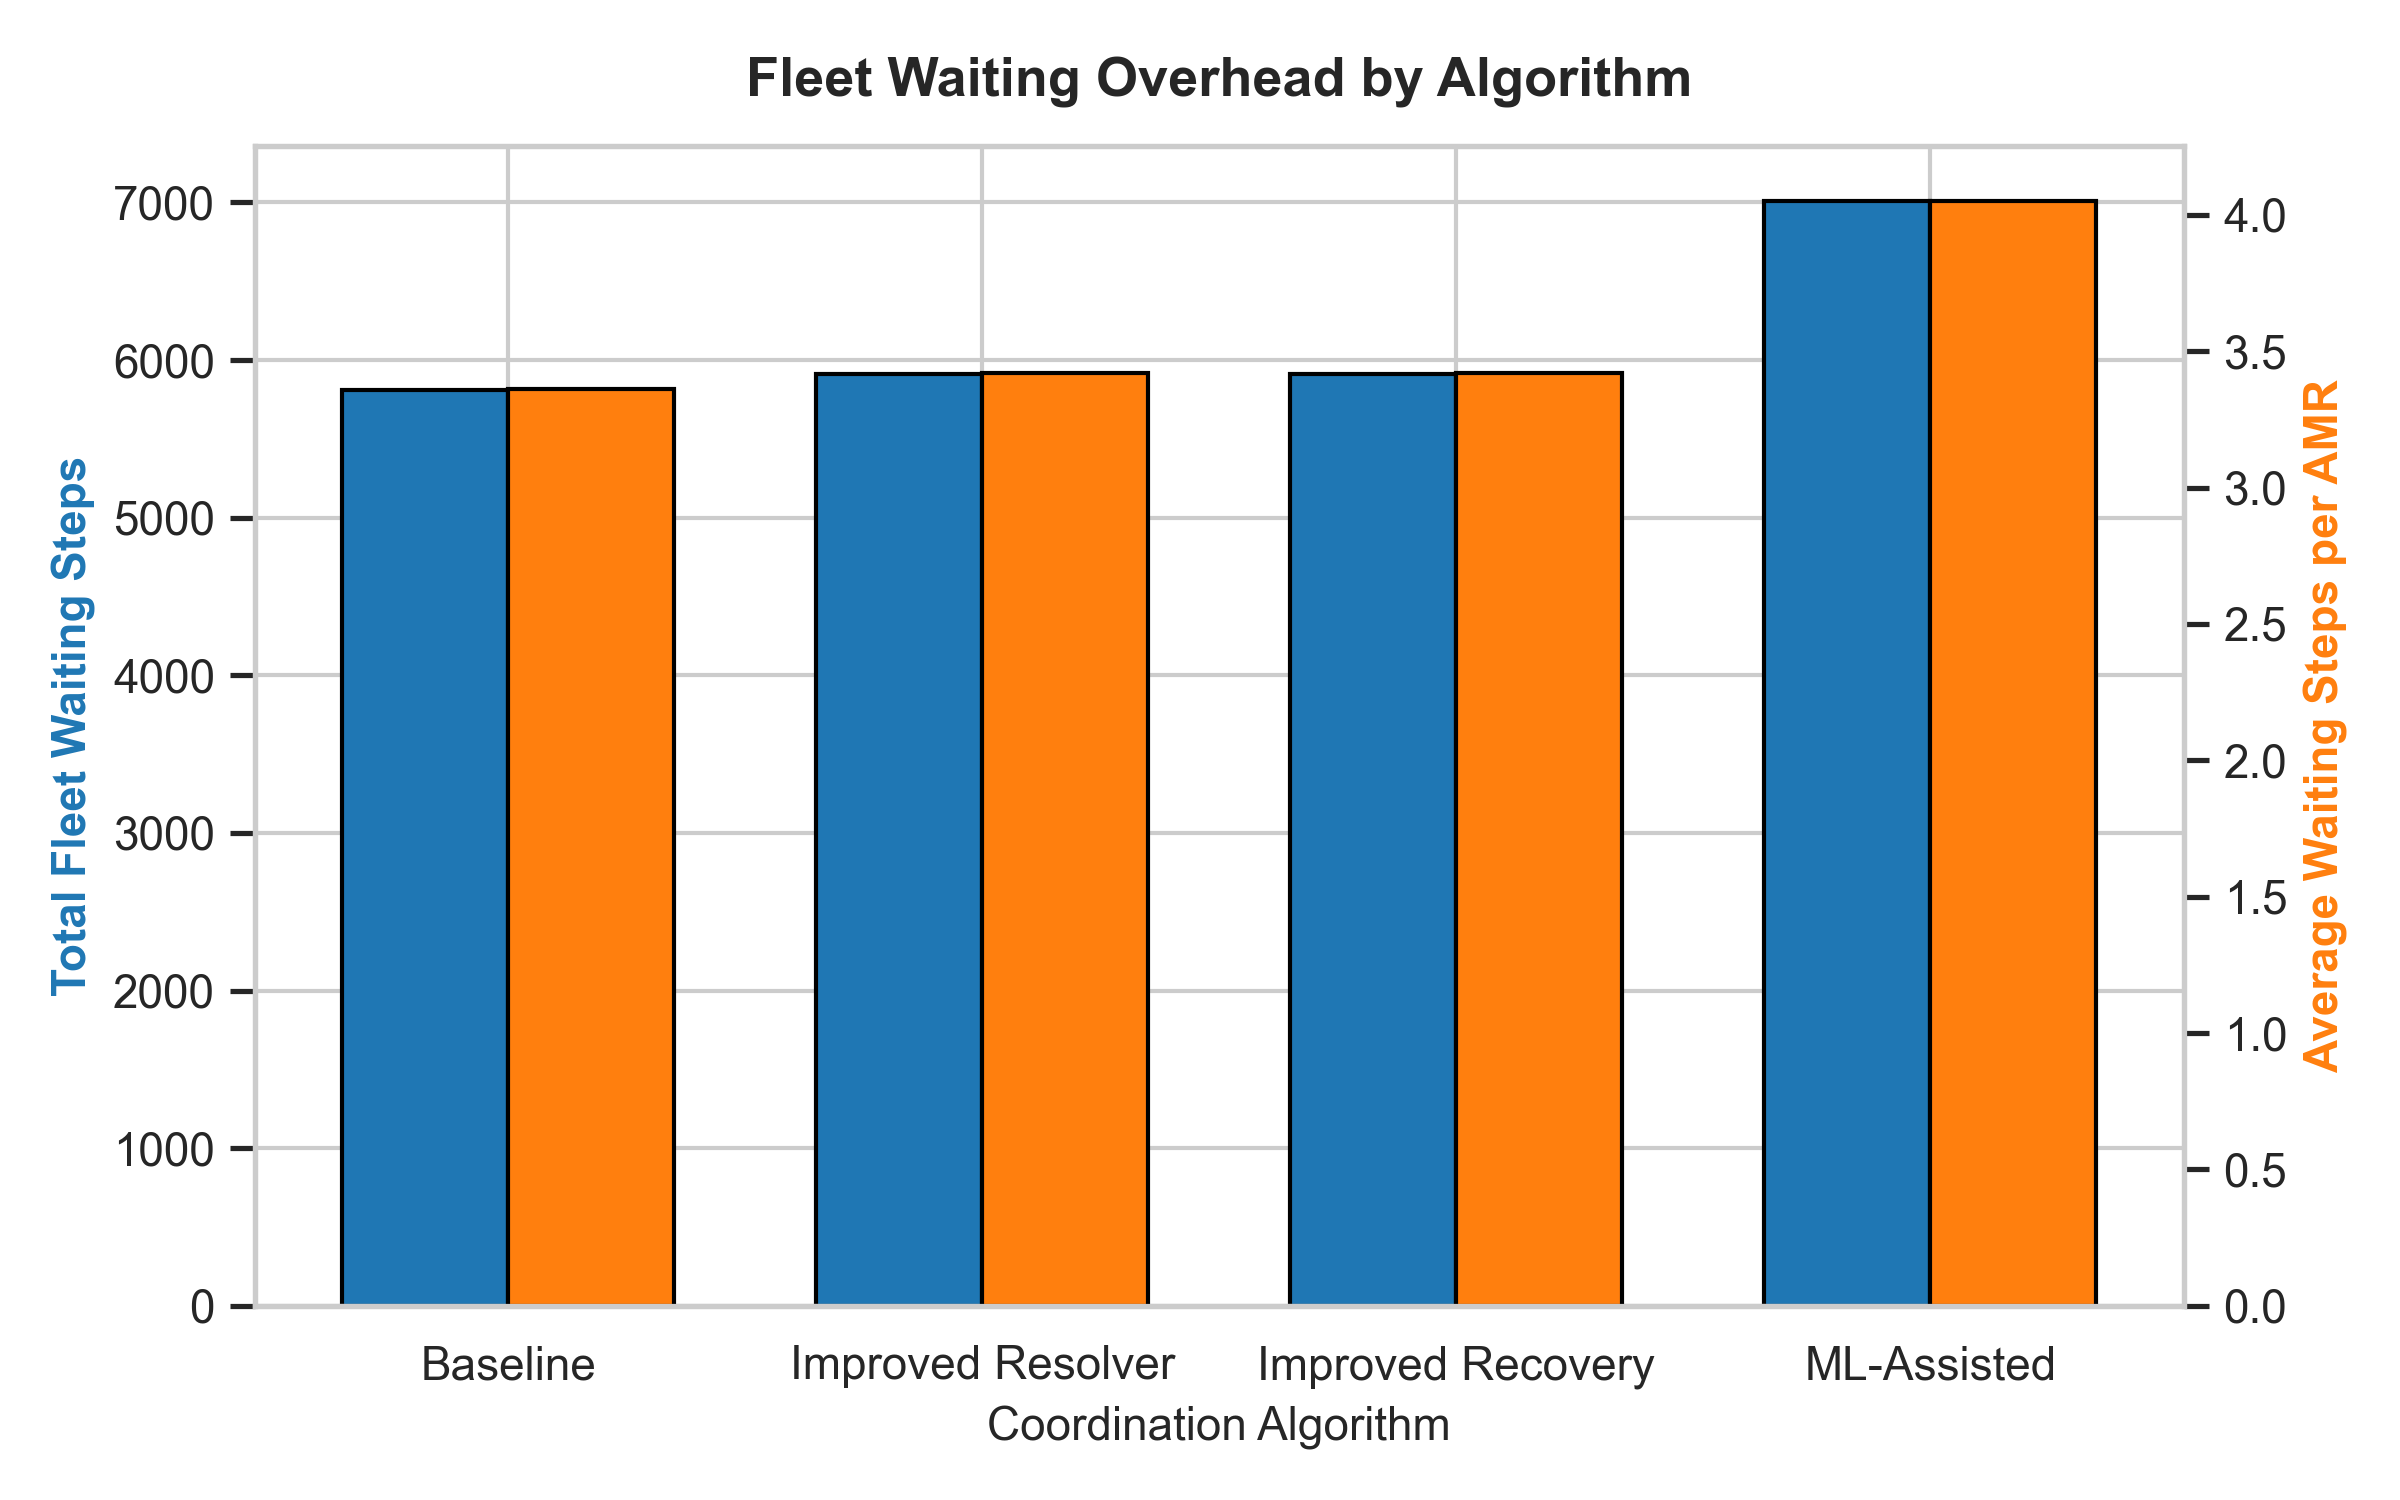 Fleet Waiting Overhead by Algorithm
Total Fleet Waiting Steps
7000
6000
5000
4000
3000
2000
1000
0
4.0
3.5
3.0
2.5
2.0
1.5
1.0
0.5
0.0
Average Waiting Steps per AMR
Baseline
Improved Resolver
Improved Recovery
ML-Assisted
Coordination Algorithm